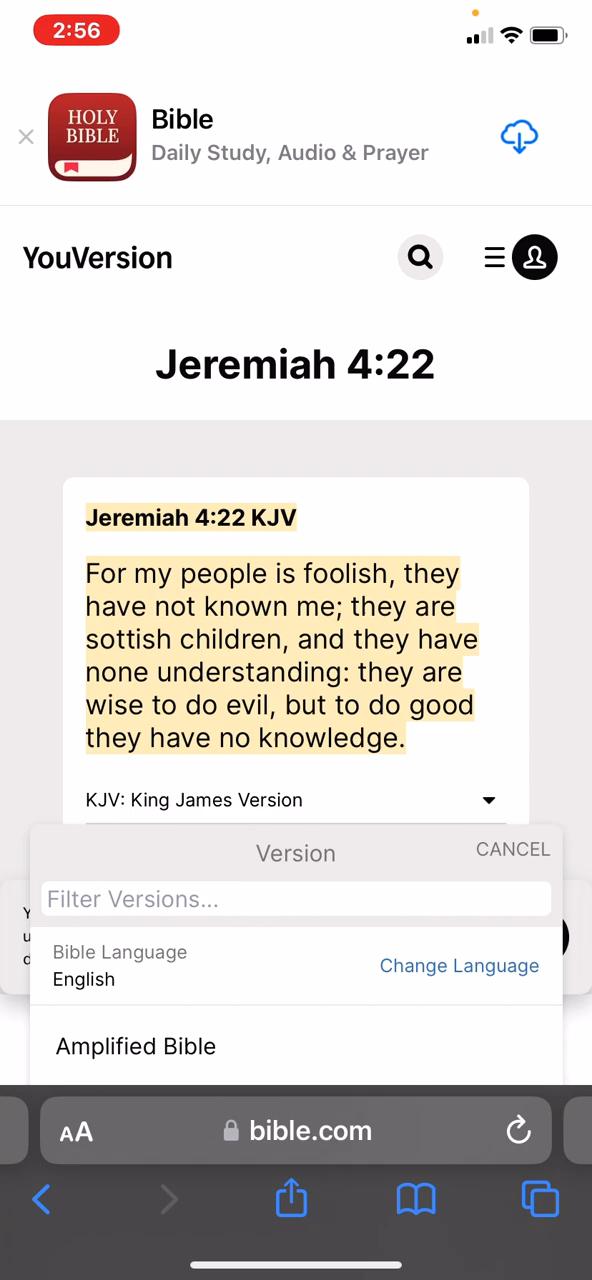 2:56
HOLY
BIBLE
Bible
Daily Study, Audio & Prayer
YouVersion
Jeremiah 4:22
Jeremiah 4:22 KJV
For my people is foolish, they
have not known me; they are
sottish children, and they have
none understanding: they are
wise to do evil, but to do good
they have no knowledge.
KJV: King James Version
Version
CANCEL
Filter Versions...
Bible Language
English
Change Language
Amplified Bible
AA
bible.com